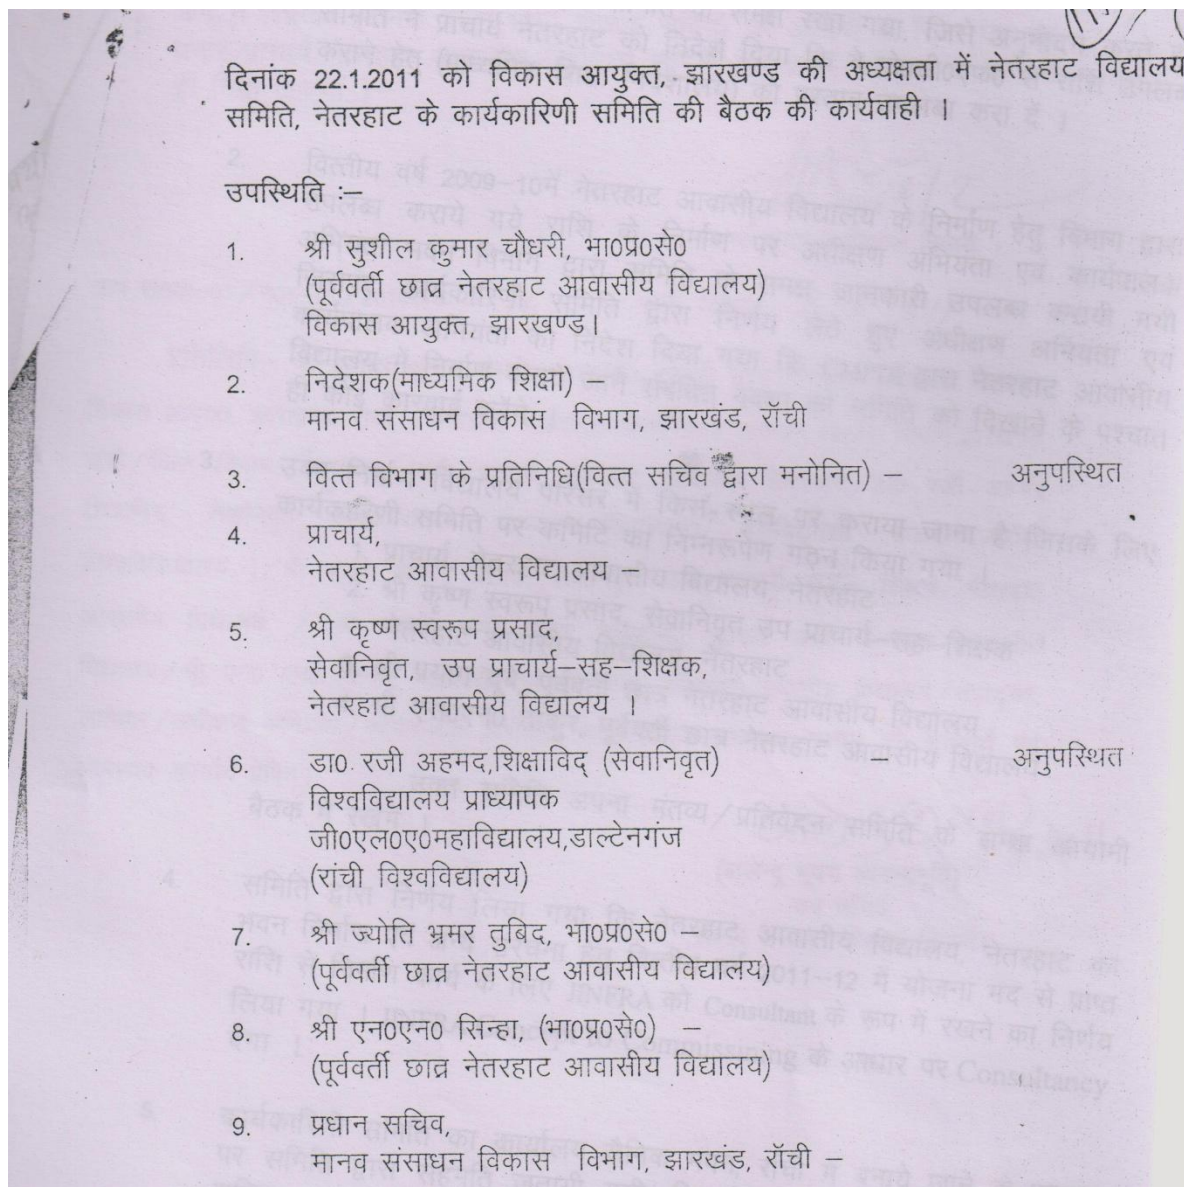 दिनांक 22.1.2011 को विकास आयुक्त, झारखण्ड की अध्यक्षता में नेतरहाट विद्यालय
समिति, नेतरहाट के कार्यकारिणी समिति की बैठक की कार्यवाही ।
उपस्थिति :–
1. श्री सुशील कुमार चौधरी, भा0प्र0से0
(पूर्ववर्ती छात्र नेतरहाट आवासीय विद्यालय)
विकास आयुक्त, झारखण्ड।
2. निदेशक(माध्यमिक शिक्षा) –
मानव संसाधन विकास विभाग, झारखंड, रॉची
3. वित्त विभाग के प्रतिनिधि(वित्त सचिव द्वारा मनोनित) – अनुपस्थित
4. प्राचार्य,
नेतरहाट आवासीय विद्यालय –
5. श्री कृष्ण स्वरूप प्रसाद,
सेवानिवृत, उप प्राचार्य–सह–शिक्षक,
नेतरहाट आवासीय विद्यालय ।
6. डा0 रजी अहमद,शिक्षाविद् (सेवानिवृत) – अनुपस्थित
विश्वविद्यालय प्राध्यापक
जी0एल0ए0महाविद्यालय,डाल्टेनगज
(रांची विश्वविद्यालय)
7. श्री ज्योति भ्रमर तुबिद, भा0प्र0से0 –
(पूर्ववर्ती छात्र नेतरहाट आवासीय विद्यालय)
8. श्री एन0एन0 सिन्हा, (भा0प्र0से0) –
(पूर्ववर्ती छात्र नेतरहाट आवासीय विद्यालय)
9. प्रधान सचिव,
मानव संसाधन विकास विभाग, झारखंड, रॉची –